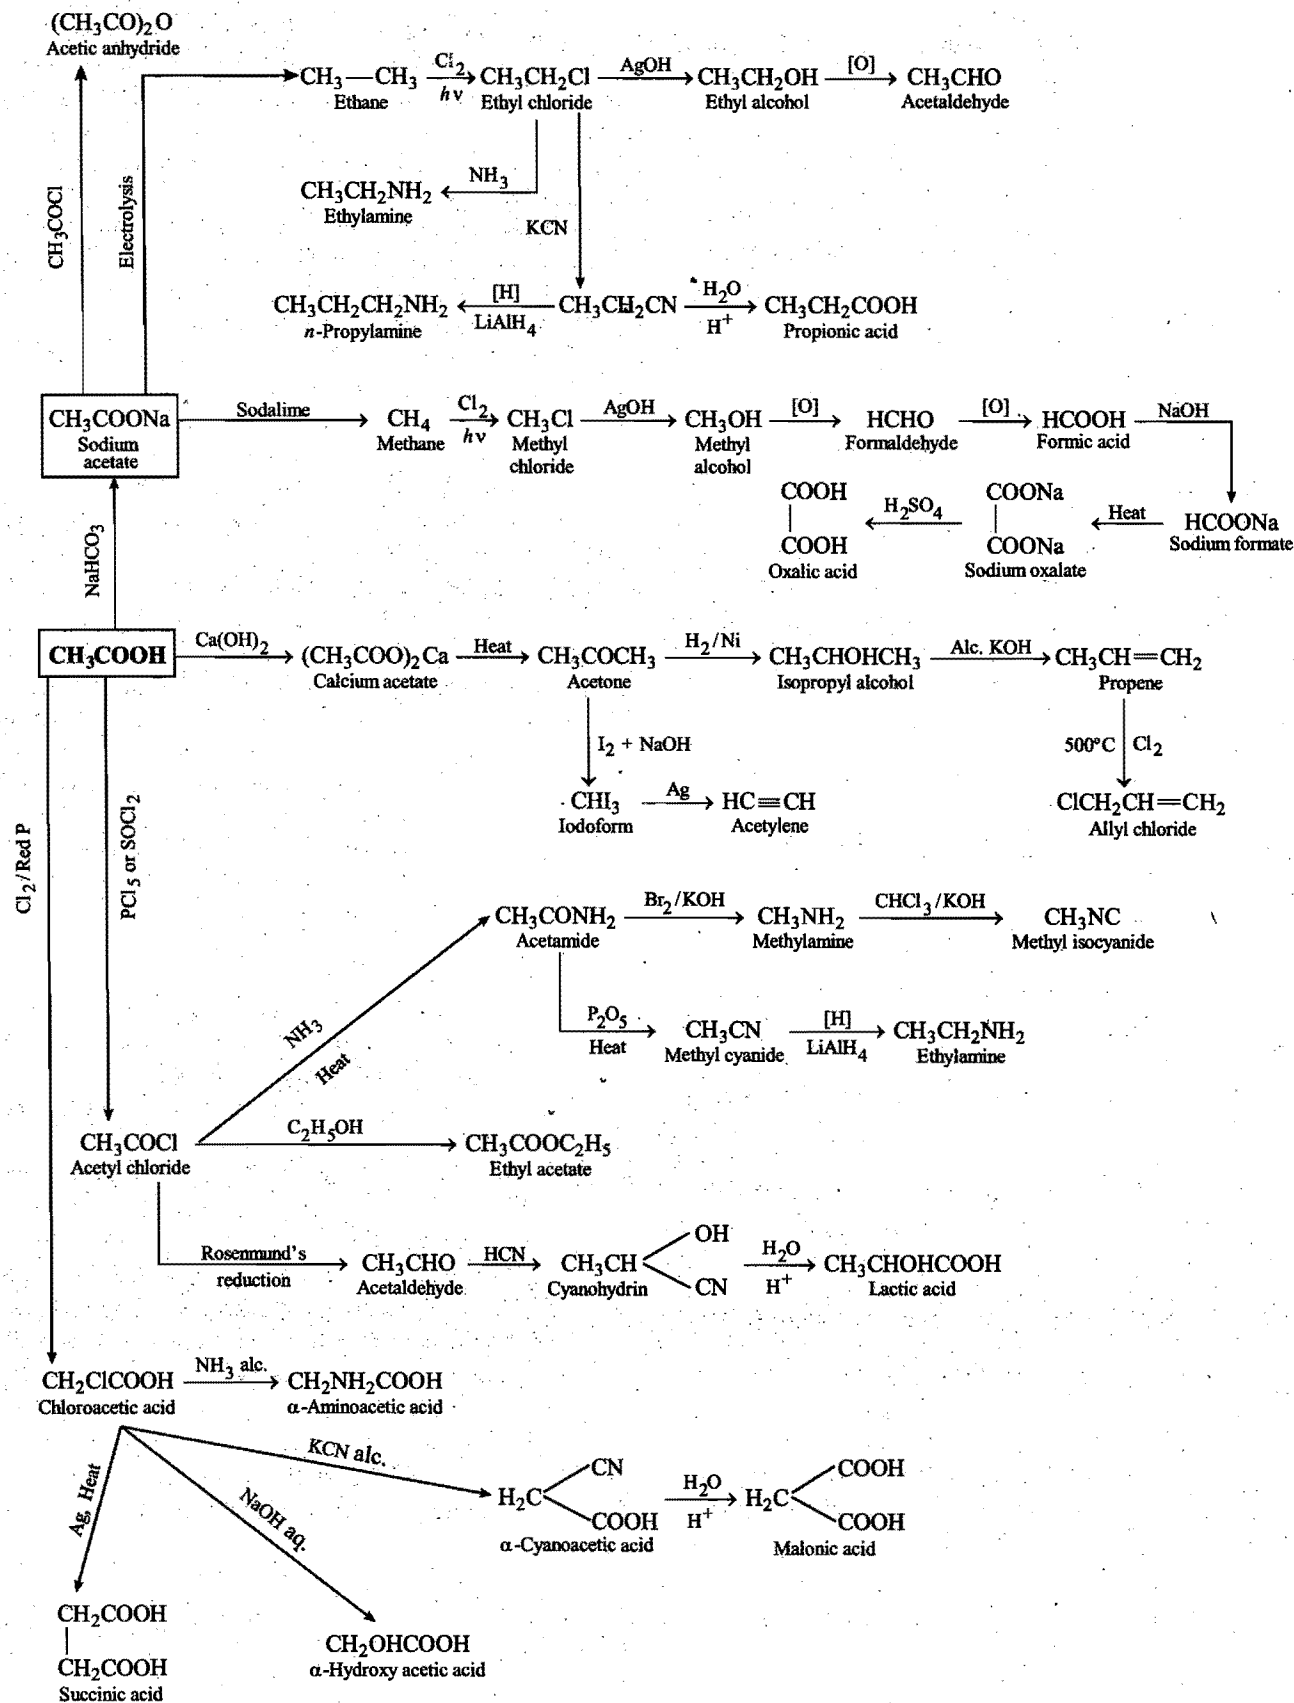 (CH3CO)2O
Acetic anhydride
CH3COCl
Electrolysis
CH3—CH3 Cl2 hν CH3CH2Cl AgOH CH3CH2OH [O] CH3CHO
Ethane Ethyl chloride Ethyl alcohol Acetaldehyde
CH3CH2NH2 NH3
Ethylamine
KCN
CH3CH2CH2NH2 [H] LiAlH4 CH3CH2CN H2O H+ CH3CH2COOH
n-Propylamine Propionic acid
CH3COONa Sodalime CH4 Cl2 hν CH3Cl AgOH CH3OH [O] HCHO [O] HCOOH NaOH
Sodium Methane Methyl Methyl Formaldehyde Formic acid
acetate chloride alcohol
COOH H2SO4 COONa Heat HCOONa
COOH COONa Sodium formate
Oxalic acid Sodium oxalate
NaHCO3
CH3COOH Ca(OH)2 (CH3COO)2Ca Heat CH3COCH3 H2/Ni CH3CHOHCH3 Alc. KOH CH3CH=CH2
Calcium acetate Acetone Isopropyl alcohol Propene
I2 + NaOH 500°C Cl2
CHI3 Ag HC≡CH ClCH2CH=CH2
Iodoform Acetylene Allyl chloride
Cl2/Red P
PCl5 or SOCl2
CH3CONH2 Br2/KOH CH3NH2 CHCl3/KOH CH3NC
Acetamide Methylamine Methyl isocyanide
NH3
Heat
P2O5 Heat CH3CN [H] LiAlH4 CH3CH2NH2
Methyl cyanide Ethylamine
CH3COCl C2H5OH CH3COOC2H5
Acetyl chloride Ethyl acetate
OH
Rosenmund's reduction CH3CHO HCN CH3CH H2O H+ CH3CHOHCOOH
Acetaldehyde Cyanohydrin CN Lactic acid
CH2ClCOOH NH3 alc. CH2NH2COOH
Chloroacetic acid α-Aminoacetic acid
KCN alc.
CN COOH
H2C H2O H+ H2C
COOH COOH
α-Cyanoacetic acid Malonic acid
Ag, Heat
NaOH aq.
CH2COOH
CH2COOH
Succinic acid
CH2OHCOOH
α-Hydroxy acetic acid